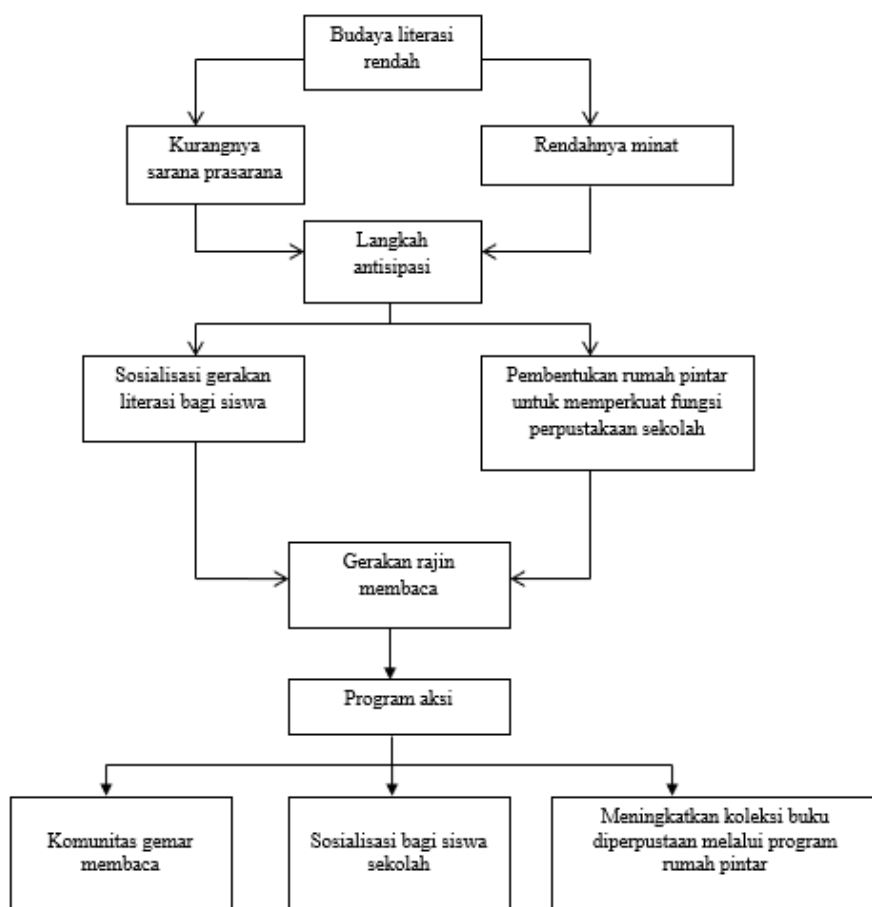 Budaya literasi
rendah
Kurangnya
sarana prasarana
Rendahnya minat
Langkah
antisipasi
Sosialisasi gerakan
literasi bagi siswa
Pembentukan rumah pintar
untuk memperkuat fungsi
perpustakaan sekolah
Gerakan rajin
membaca
Program aksi
Komunitas gemar
membaca
Sosialisasi bagi siswa
sekolah
Meningkatkan koleksi buku
diperpustaan melalui program
rumah pintar